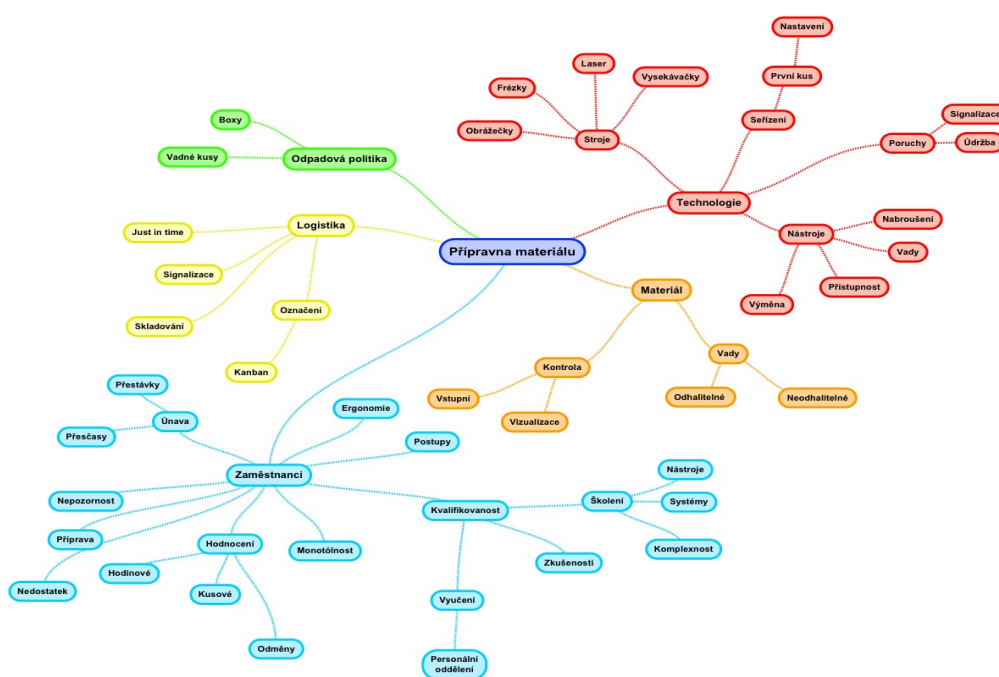 Nastavení
Laser
Vysekávačky
První kus
Frézky
Signalizace
Boxy
Seřízení
Obrážečky
Stroje
Poruchy
Údržba
Vadné kusy
Odpadová politika
Technologie
Nabroušení
Just in time
Logistika
Nástroje
Vady
Přípravna materiálu
Signalizace
Přístupnost
Materiál
Výměna
Označení
Skladování
Vady
Kontrola
Kanban
Přestávky
Vstupní
Odhalitelné
Neodhalitelné
Ergonomie
Vizualizace
Únava
Přesčasy
Postupy
Zaměstnanci
Nástroje
Nepozornost
Kvalifikovanost
Školení
Systémy
Příprava
Hodnocení
Monotólnost
Komplexnost
Zkušenosti
Hodinové
Nedostatek
Kusové
Vyučení
Odměny
Personální
oddělení